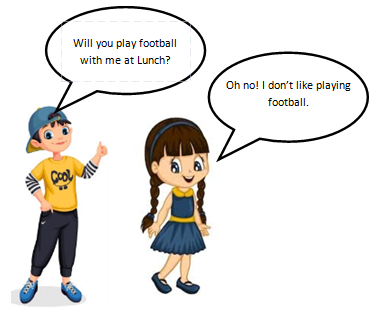 Will you play football
with me at Lunch?
Oh no! I don't like playing
football.
COOL